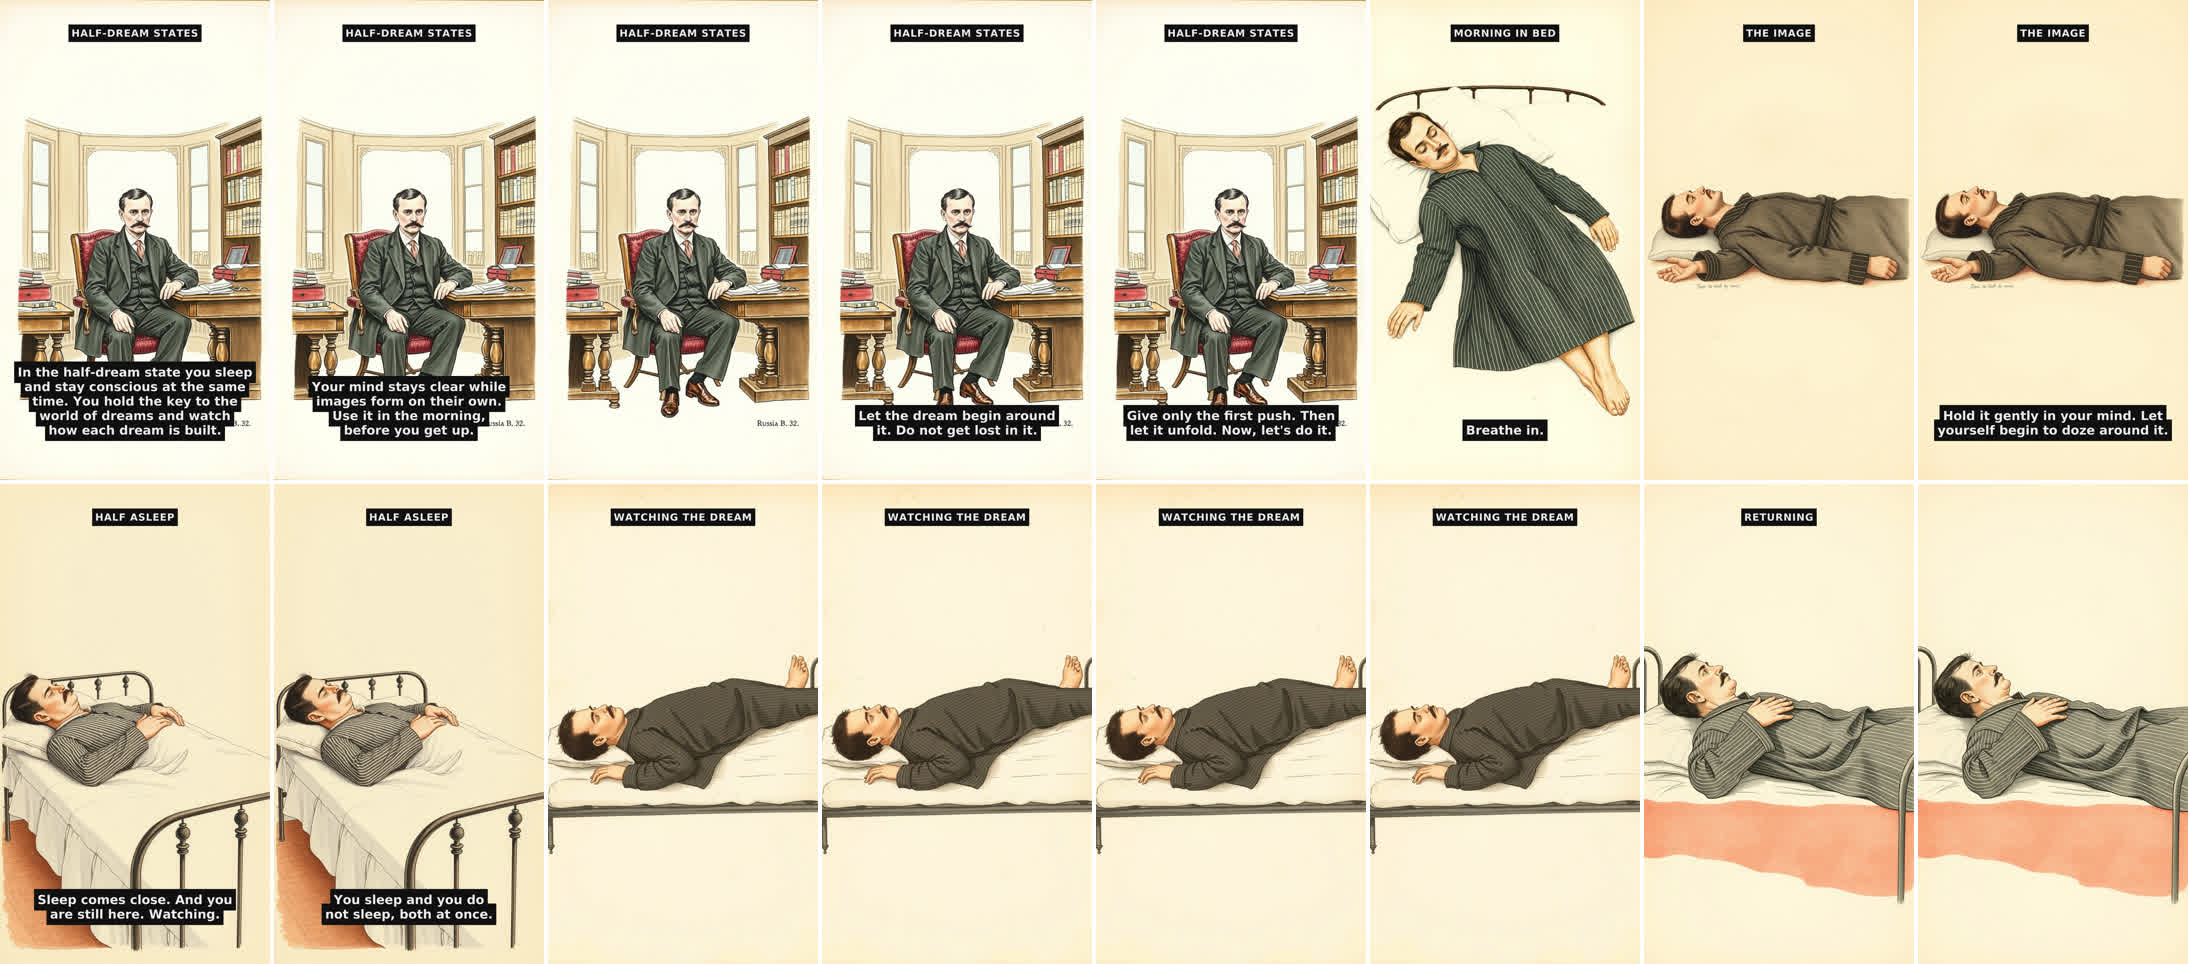 HALF-DREAM STATES
In the half-dream state you sleep
and stay conscious at the same
time. You hold the key to the
world of dreams and watch
how each dream is built.
B. 32.
HALF-DREAM STATES
Your mind stays clear while
images form on their own.
Use it in the morning,
before you get up.
ussia B. 32.
HALF-DREAM STATES
Russia B. 32.
HALF-DREAM STATES
Let the dream begin around
it. Do not get lost in it.
32.
HALF-DREAM STATES
Give only the first push. Then
let it unfold. Now, let's do it.
32.
MORNING IN BED
Breathe in.
THE IMAGE
THE IMAGE
Hold it gently in your mind. Let
yourself begin to doze around it.
HALF ASLEEP
Sleep comes close. And you
are still here. Watching.
HALF ASLEEP
You sleep and you do
not sleep, both at once.
WATCHING THE DREAM
WATCHING THE DREAM
WATCHING THE DREAM
WATCHING THE DREAM
RETURNING